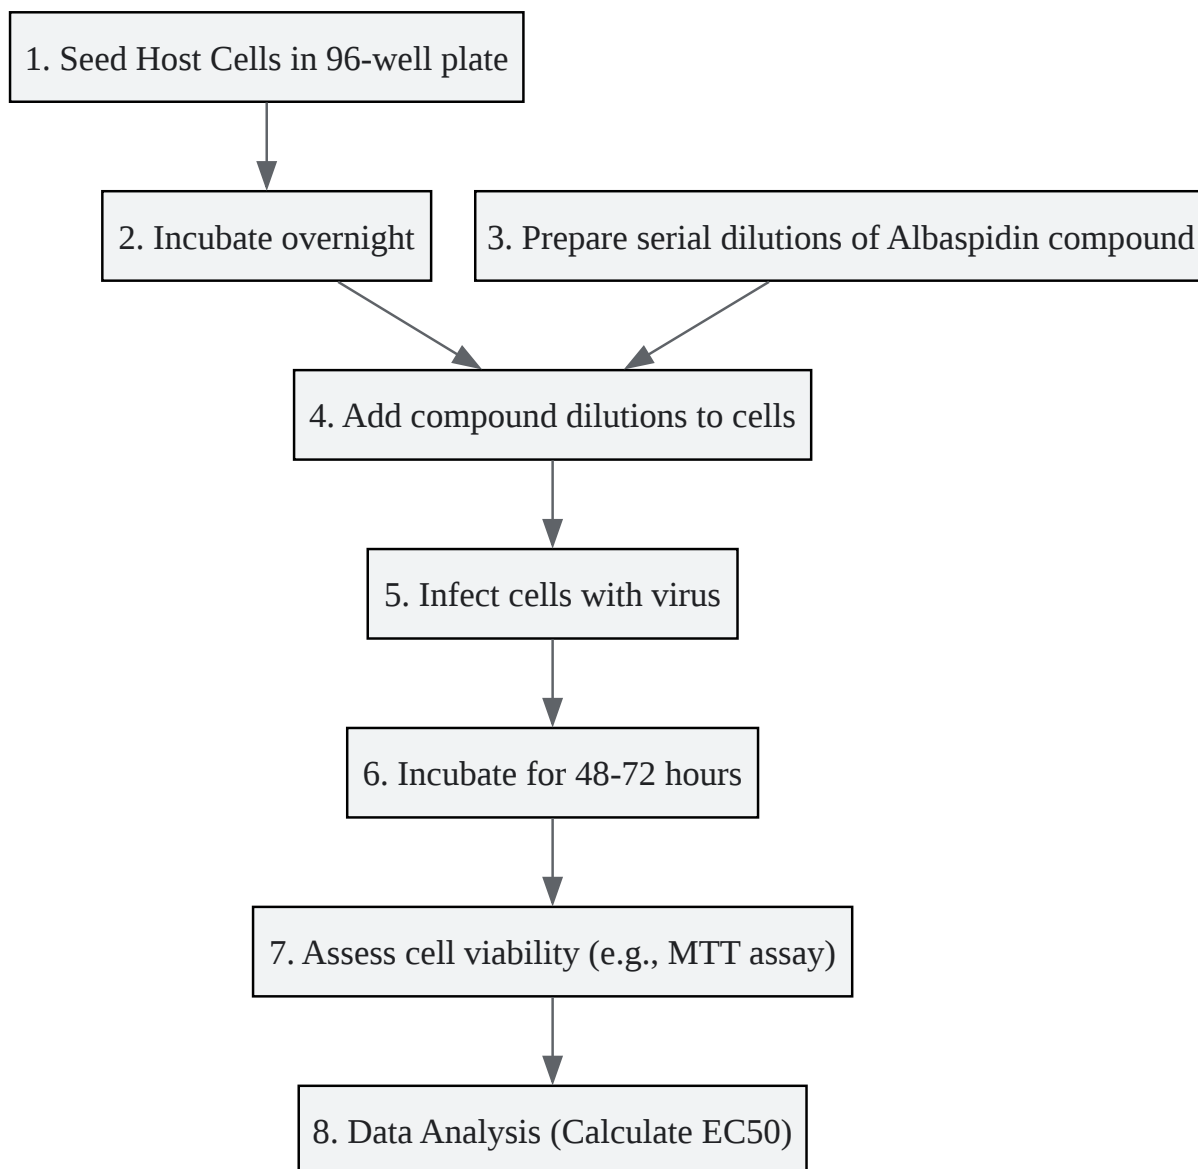 1. Seed Host Cells in 96-well plate
2. Incubate overnight
3. Prepare serial dilutions of Albaspidin compound
4. Add compound dilutions to cells
5. Infect cells with virus
6. Incubate for 48-72 hours
7. Assess cell viability (e.g., MTT assay)
8. Data Analysis (Calculate EC50)